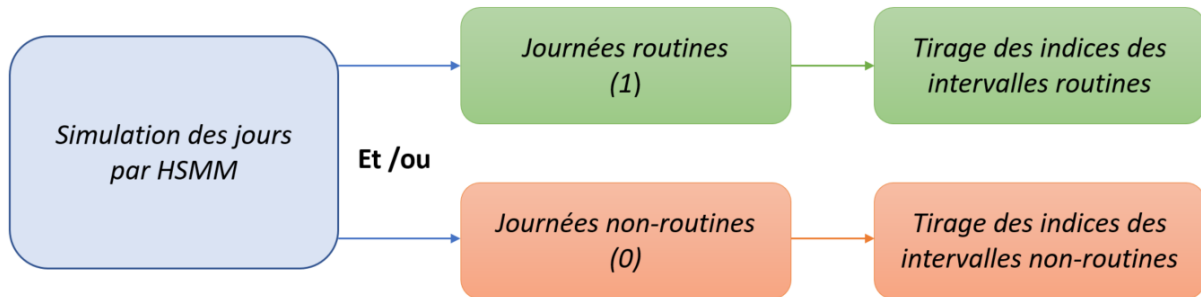 Simulation des jours
par HSMM
Et /ou
Journées routines
(1)
Tirage des indices des
intervalles routines
Journées non-routines
(0)
Tirage des indices des
intervalles non-routines